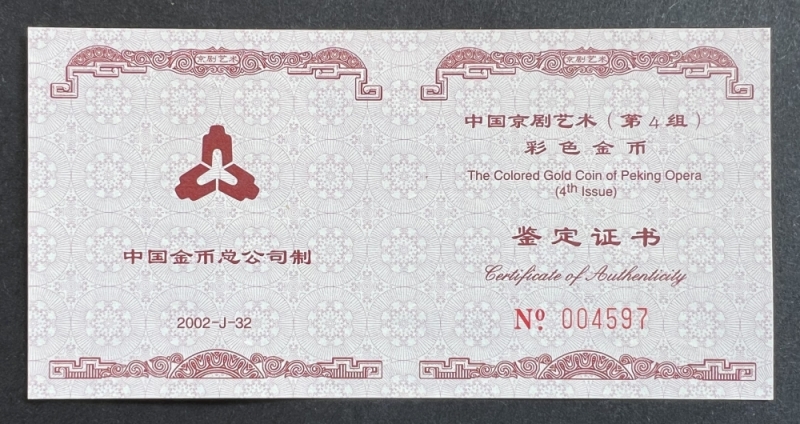 京剧艺术
中国金币总公司制
2002-J-32
京剧艺术
中国京剧艺术（第4组）
彩色金币
The Colored Gold Coin of Peking Opera
(4th Issue)
鉴定证书
Certificate of Authenticity
Nº 004597